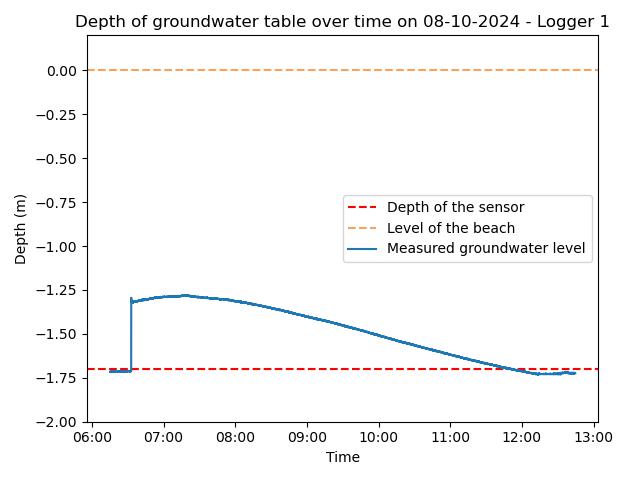 Depth of groundwater table over time on 08-10-2024 - Logger 1
0.00
−0.25
−0.50
−0.75
−1.00
−1.25
−1.50
−1.75
−2.00
Depth (m)
Depth of the sensor
Level of the beach
Measured groundwater level
06:00 07:00 08:00 09:00 10:00 11:00 12:00 13:00
Time